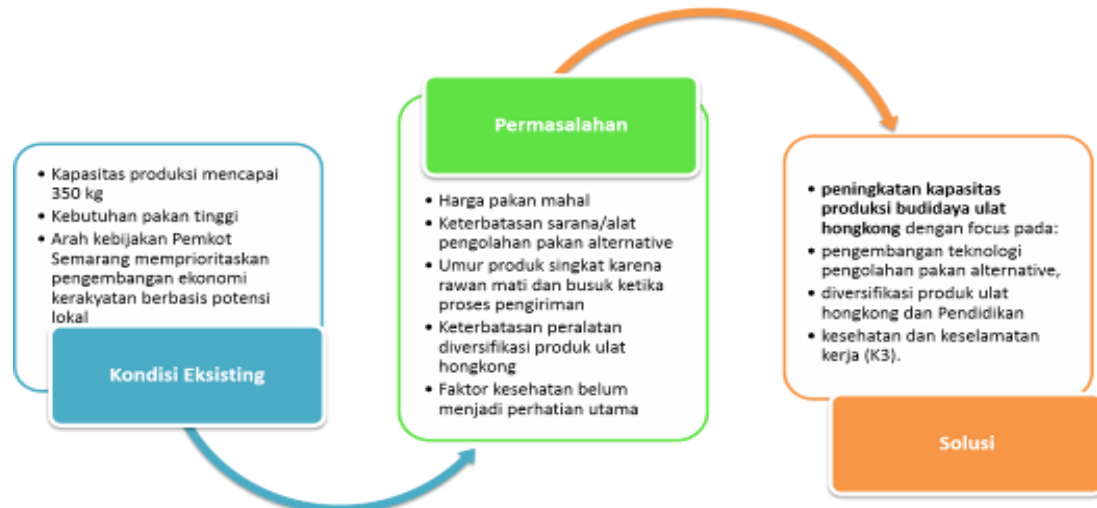 • Kapasitas produksi mencapai
350 kg
• Kebutuhan pakan tinggi
• Arah kebijakan Pemkot
Semarang memprioritaskan
pengembangan ekonomi
kerakyatan berbasis potensi
lokal
Kondisi Eksisting
Permasalahan
• Harga pakan mahal
• Keterbatasan sarana/alat
pengolahan pakan alternative
• Umur produk singkat karena
rawan mati dan busuk ketika
proses pengiriman
• Keterbatasan peralatan
diversifikasi produk ulat
hongkong
• Faktor kesehatan belum
menjadi perhatian utama
• peningkatan kapasitas
produksi budidaya ulat
hongkong dengan focus pada:
• pengembangan teknologi
pengolahan pakan alternative,
• diversifikasi produk ulat
hongkong dan Pendidikan
• kesehatan dan keselamatan
kerja (K3).
Solusi